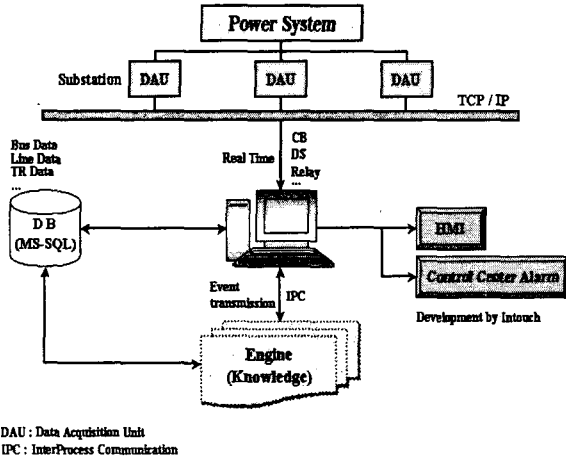 Power System
Substation
DAU
DAU
DAU
TCP / IP
Bus Data
Line Data
TR Data
...
Real Time
CB
DS
Relay
...
DB
(MS-SQL)
HMI
Control Center Alarm
Development by Intouch
Event
transmission
IPC
Engine
(Knowledge)
DAU : Data Acquisition Unit
IPC : InterProcess Communication